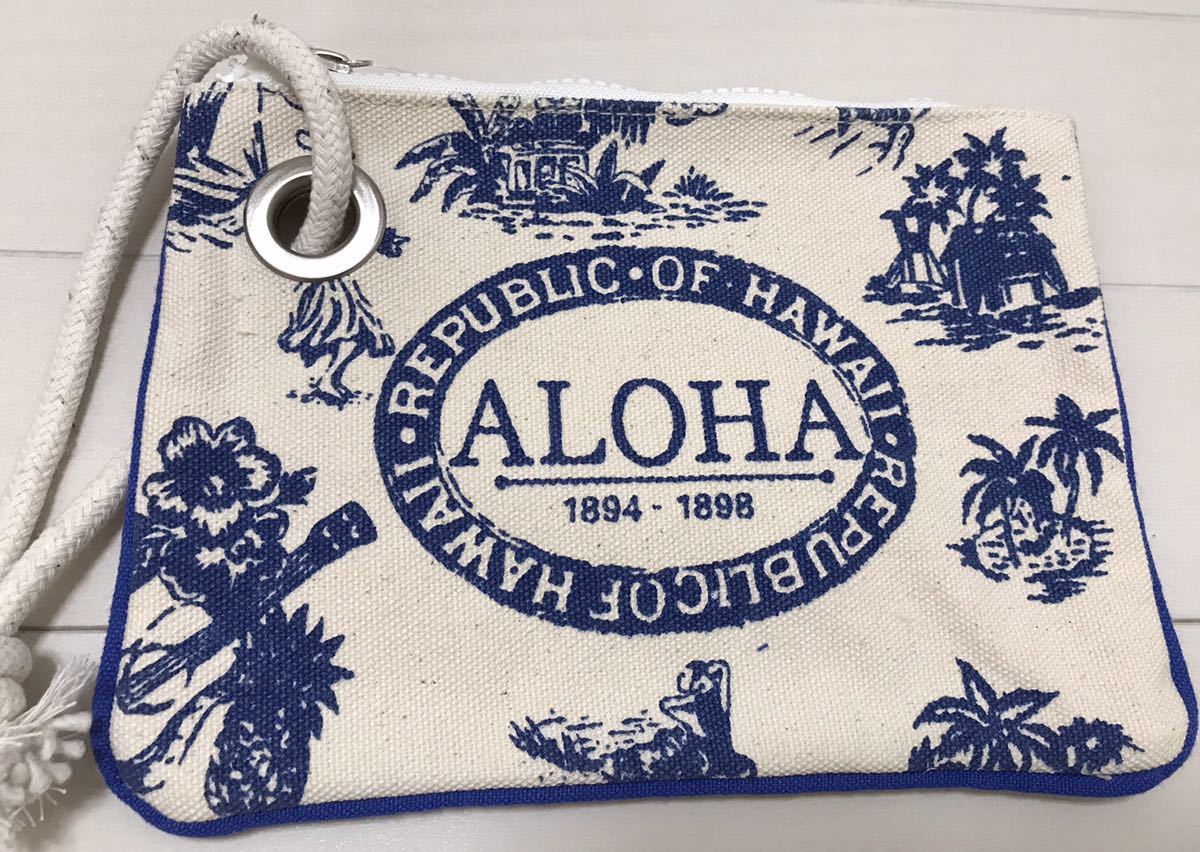 REPUBLIC·OF·HAWAII·
ALOHA
1894 - 1898
REPUBLIC OF HAWAII·